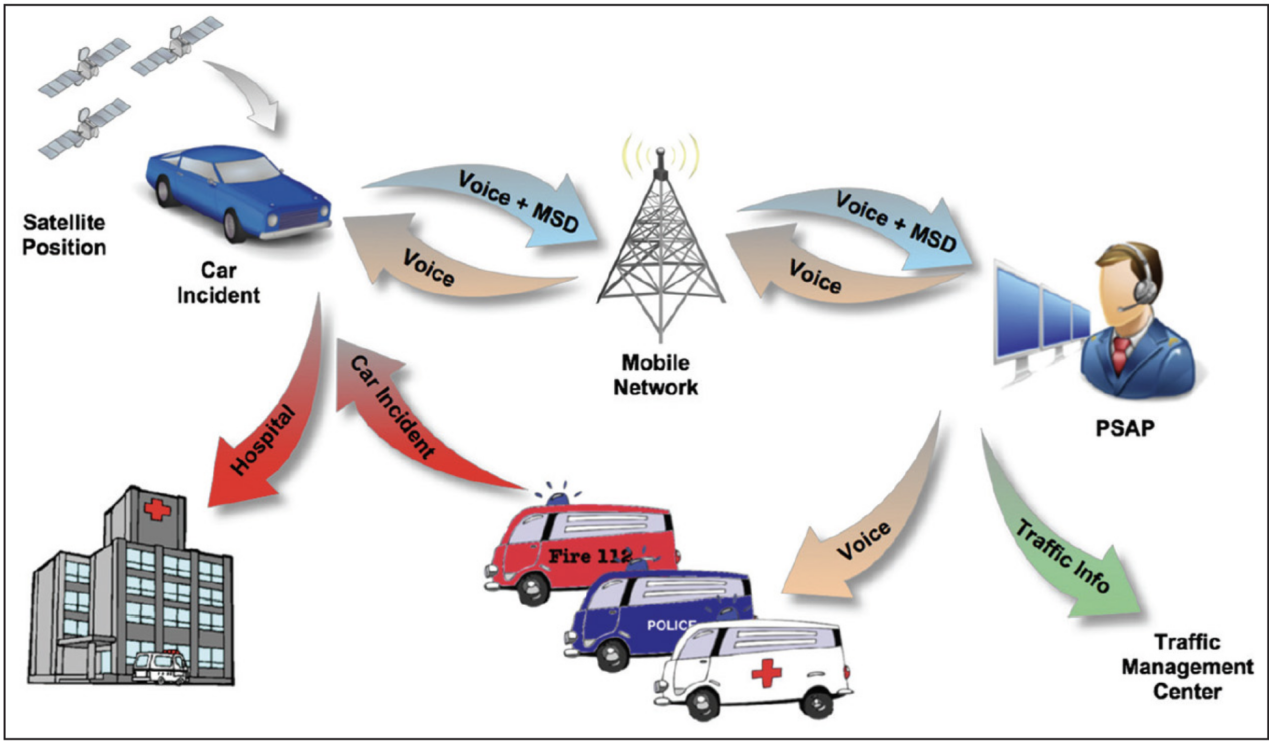 Satellite
Position
Car
Incident
Voice + MSD
Voice
Mobile
Network
Voice + MSD
Voice
PSAP
Hospital
Car Incident
Fire 112
POLICE
Voice
Traffic Info
Traffic
Management
Center